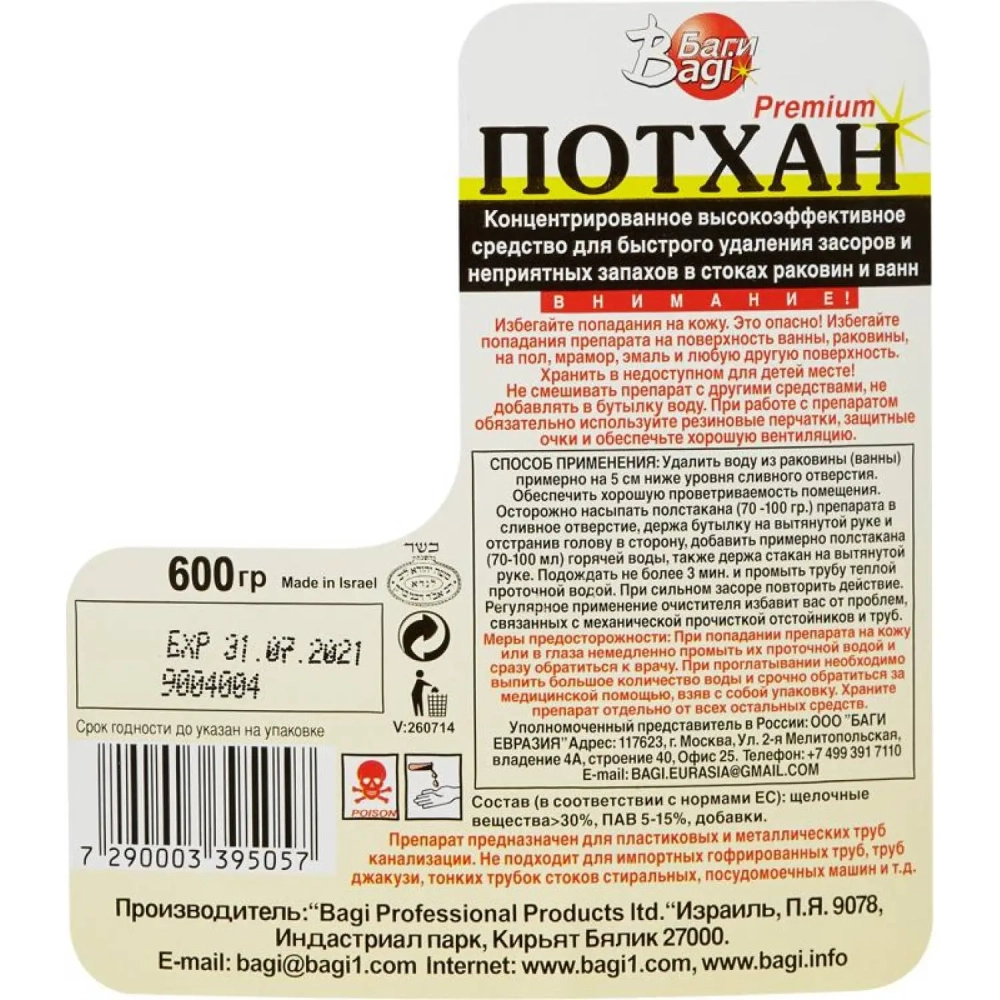 Баги
Bagi
Premium
ПОТХАН
Концентрированное высокоэффективное
средство для быстрого удаления засоров и
неприятных запахов в стоках раковин и ванн
ВНИМАНИЕ!
Избегайте попадания на кожу. Это опасно! Избегайте
попадания препарата на поверхность ванны, раковины,
на пол, мрамор, эмаль и любую другую поверхность.
Хранить в недоступном для детей месте!
Не смешивать препарат с другими средствами, не
добавлять в бутылку воду. При работе с препаратом
обязательно используйте резиновые перчатки, защитные
очки и обеспечьте хорошую вентиляцию.
СПОСОБ ПРИМЕНЕНИЯ: Удалить воду из раковины (ванны)
примерно на 5 см ниже уровня сливного отверстия.
Обеспечить хорошую проветриваемость помещения.
Осторожно насыпать полстакана (70 -100 гр.) препарата в
сливное отверстие, держа бутылку на вытянутой руке и
отстранив голову в сторону, добавить примерно полстакана
(70-100 мл) горячей воды, также держа стакан на вытянутой
руке. Подождать не более 3 мин. и промыть трубу теплой
проточной водой. При сильном засоре повторить действие.
Регулярное применение очистителя избавит вас от проблем,
связанных с механической прочисткой отстойников и труб.
Меры предосторожности: При попадании препарата на кожу
или в глаза немедленно промыть их проточной водой и
сразу обратиться к врачу. При проглатывании необходимо
выпить большое количество воды и срочно обратиться за
медицинской помощью, взяв с собой упаковку. Храните
препарат отдельно от всех остальных средств.
Уполномоченный представитель в России: ООО "БАГИ
ЕВРАЗИЯ"Адрес: 117623, г. Москва, Ул. 2-я Мелитопольская,
владение 4А, строение 40, Офис 25. Телефон: +7 499 391 7110
E-mail: BAGI.EURASIA@GMAIL.COM
600гр
Made in Israel
כשר
EXP 31.07.2021
9004004
Срок годности до указан на упаковке
V:260714
POISON
7 290003 395057
Состав (в соответствии с нормами ЕС): щелочные
вещества>30%, ПАВ 5-15%, добавки.
Препарат предназначен для пластиковых и металлических труб
канализации. Не подходит для импортных гофрированных труб, труб
джакузи, тонких трубок стоков стиральных, посудомоечных машин и т.д.
Производитель:“Bagi Professional Products ltd.“Израиль, П.Я. 9078,
Индастриал парк, Кирьят Бялик 27000.
E-mail: bagi@bagi1.com Internet: www.bagi1.com, www.bagi.info